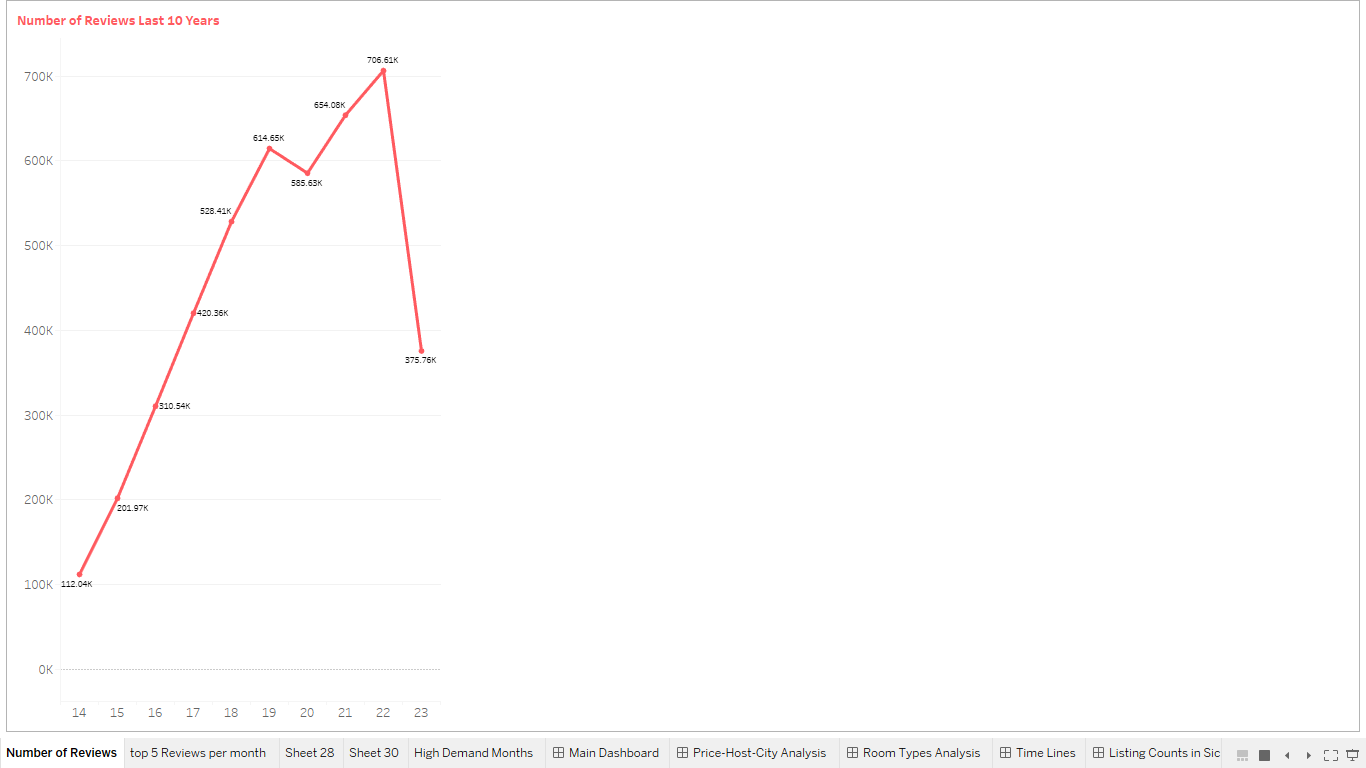 Number of Reviews Last 10 Years
706.61K
700K
654.08K
614.65K
600K
585.63K
528.41K
500K
420.36K
400K
375.76K
310.54K
300K
200K
201.97K
100K
112.04K
0K
14 15 16 17 18 19 20 21 22 23
Number of Reviews top 5 Reviews per month Sheet 28 Sheet 30 High Demand Months Main Dashboard Price-Host-City Analysis Room Types Analysis Time Lines Listing Counts in Sic